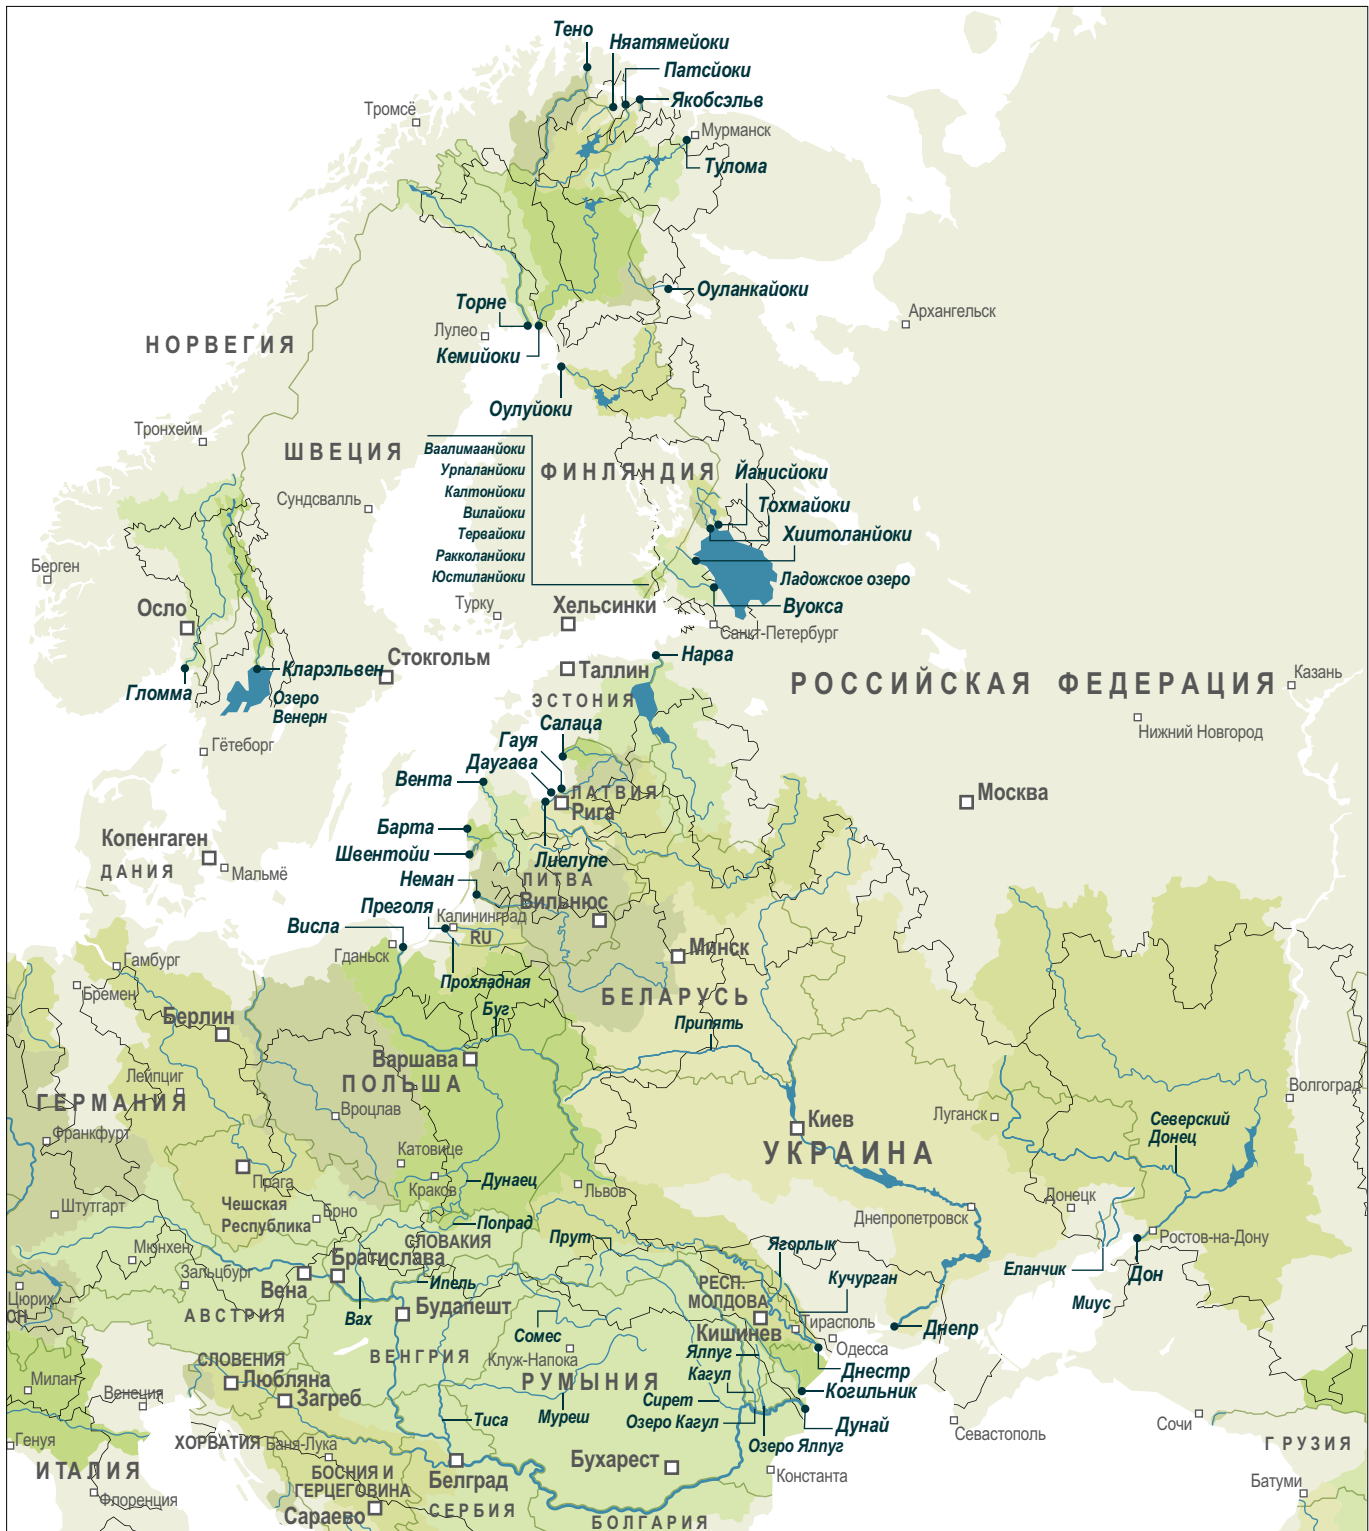 Тено
Няатямейоки
Патсйоки
Якобсэльв
Тромсё
Мурманск
Тулома
Оуланкайоки
Торне
Архангельск
Лулео
НОРВЕГИЯ
Кемийоки
Оулуйоки
Тронхейм
ШВЕЦИЯ
Ваалимаанйоки
Урпаланйоки
Калтонйоки
Вилайоки
Тервайоки
Ракколанйоки
Юстиланйоки
ФИНЛЯНДИЯ
Йанисйоки
Сундсвалль
Тохмайоки
Хиитоланйоки
Берген
Ладожское озеро
Осло
Турку
Хельсинки
Вуокса
Санкт-Петербург
Стокгольм
Нарва
Кларэльвен
Таллин
Гломма
Озеро
Венерн
ЭСТОНИЯ
РОССИЙСКАЯ ФЕДЕРАЦИЯ
Казань
Салаца
Нижний Новгород
Гётеборг
Гауя
Даугава
Вента
ЛАТВИЯ
Рига
Москва
Барта
Копенгаген
Швентойи
Лиелупе
ДАНИЯ
Мальмё
Неман
ЛИТВА
Вильнюс
Преголя
Калининград
Висла
RU
Гданьск
Минск
Гамбург
Прохладная
Бремен
БЕЛАРУСЬ
Буг
Берлин
Припять
Варшава
ПОЛЬША
Лейпциг
Волгоград
ГЕРМАНИЯ
Вроцлав
Луганск
Киев
Северский
Донец
Франкфурт
УКРАИНА
Катовице
Прага
Краков
Дунаец
Львов
Донецк
Чешская
Республика
Штутгарт
Брно
Попрад
Днепропетровск
Мюнхен
СЛОВАКИЯ
Прут
Ягорлык
Ростов-на-Дону
Братислава
Зальцбург
Вена
Ипель
РЕСП.
МОЛДОВА
Кучурган
Еланчик
Дон
Цюрих
Миус
АВСТРИЯ
Вах
Будапешт
Тирасполь
Сомес
Кишинев
Днепр
Одесса
ВЕНГРИЯ
Клуж-Напока
Ялпуг
СЛОВЕНИЯ
Кагул
Днестр
Милан
Любляна
РУМЫНИЯ
Когильник
Венеция
Загреб
Сирет
Муреш
Тиса
Озеро Кагул
Дунай
Сочи
Севастополь
Генуя
ХОРВАТИЯ
Баня-Лука
Озеро Ялпуг
ГРУЗИЯ
ИТАЛИЯ
БОСНИЯ И
ГЕРЦЕГОВИНА
Белград
Бухарест
Константа
Батуми
Флоренция
Сараево
СЕРБИЯ
БОЛГАРИЯ